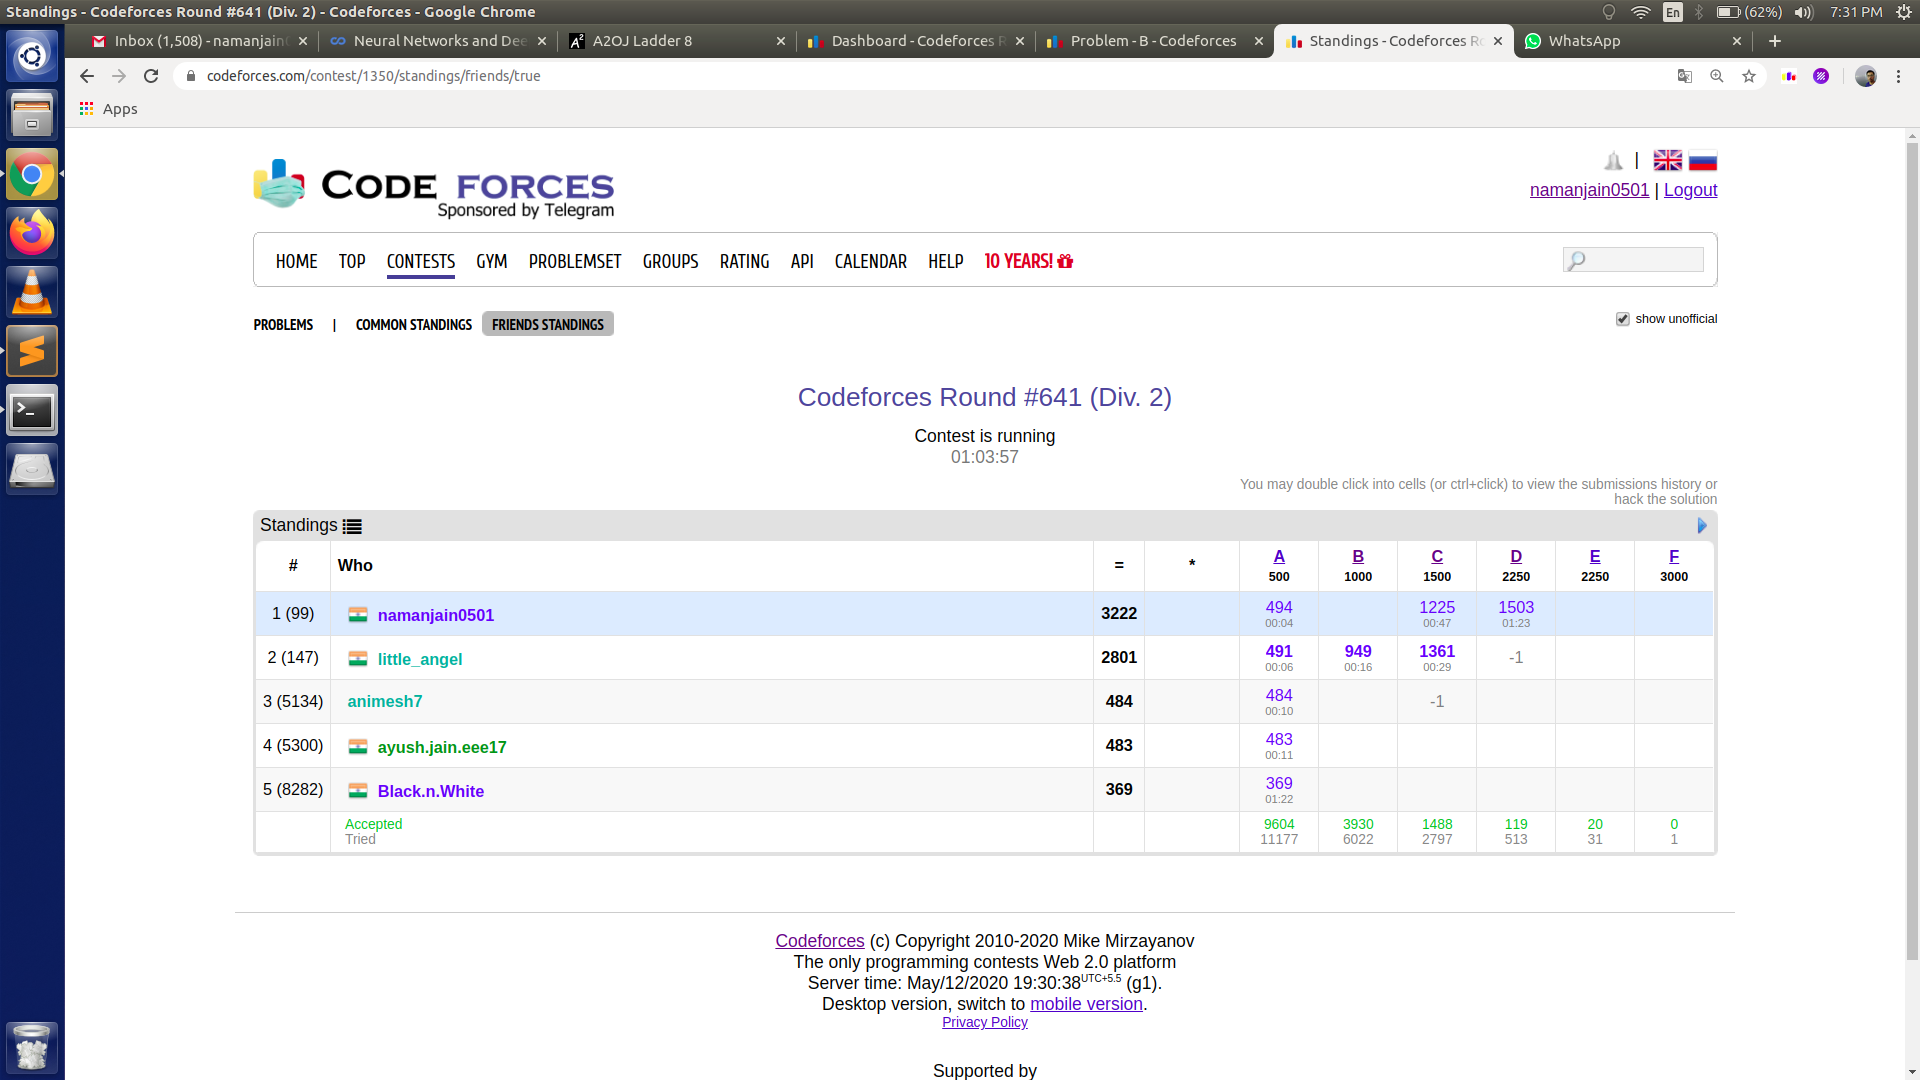 Standings - Codeforces Round #641 (Div. 2) - Codeforces - Google Chrome
En (62%) 7:31 PM
Inbox (1,508) - namanjain
Neural Networks and Dee
A2OJ Ladder 8
Dashboard - Codeforces R
Problem - B - Codeforces
Standings - Codeforces Ro
WhatsApp
codeforces.com/contest/1350/standings/friends/true
Apps
CODE FORCES
Sponsored by Telegram
|
namanjain0501 | Logout
HOME TOP CONTESTS GYM PROBLEMSET GROUPS RATING API CALENDAR HELP 10 YEARS!
PROBLEMS | COMMON STANDINGS FRIENDS STANDINGS
show unofficial
Codeforces Round #641 (Div. 2)
Contest is running
01:03:57
You may double click into cells (or ctrl+click) to view the submissions history or
hack the solution
Standings
# Who = * A B C D E F
500 1000 1500 2250 2250 3000
1 (99) namanjain0501 3222 494 1225 1503
00:04 00:47 01:23
2 (147) little_angel 2801 491 949 1361 -1
00:06 00:16 00:29
3 (5134) animesh7 484 484 -1
00:10
4 (5300) ayush.jain.eee17 483 483
00:11
5 (8282) Black.n.White 369 369
01:22
Accepted 9604 3930 1488 119 20 0
Tried 11177 6022 2797 513 31 1
Codeforces (c) Copyright 2010-2020 Mike Mirzayanov
The only programming contests Web 2.0 platform
Server time: May/12/2020 19:30:38UTC+5.5 (g1).
Desktop version, switch to mobile version.
Privacy Policy
Supported by